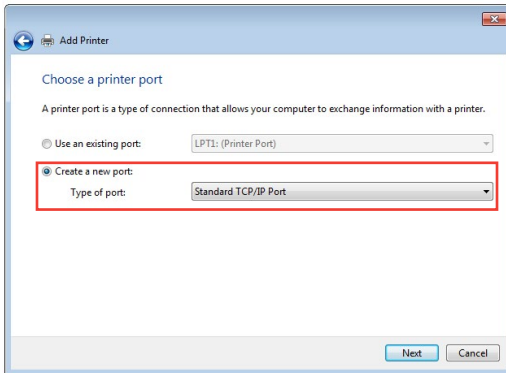 Add Printer
Choose a printer port
A printer port is a type of connection that allows your computer to exchange information with a printer.
Use an existing port: LPT1: (Printer Port)
Create a new port:
Type of port: Standard TCP/IP Port
Next Cancel